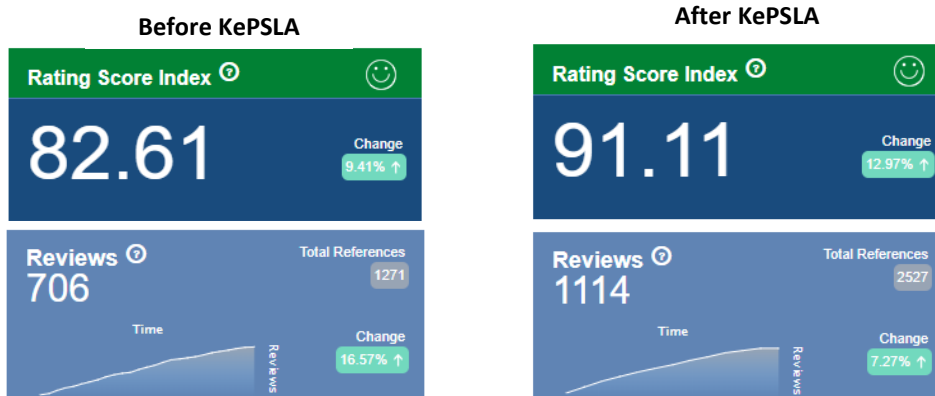 Before KePSLA
Rating Score Index ?
82.61
Change
9.41% ↑
Reviews ?
706
Total References
1271
Time
Reviews
Change
16.57% ↑
After KePSLA
Rating Score Index ?
91.11
Change
12.97% ↑
Reviews ?
1114
Total References
2527
Time
Reviews
Change
7.27% ↑